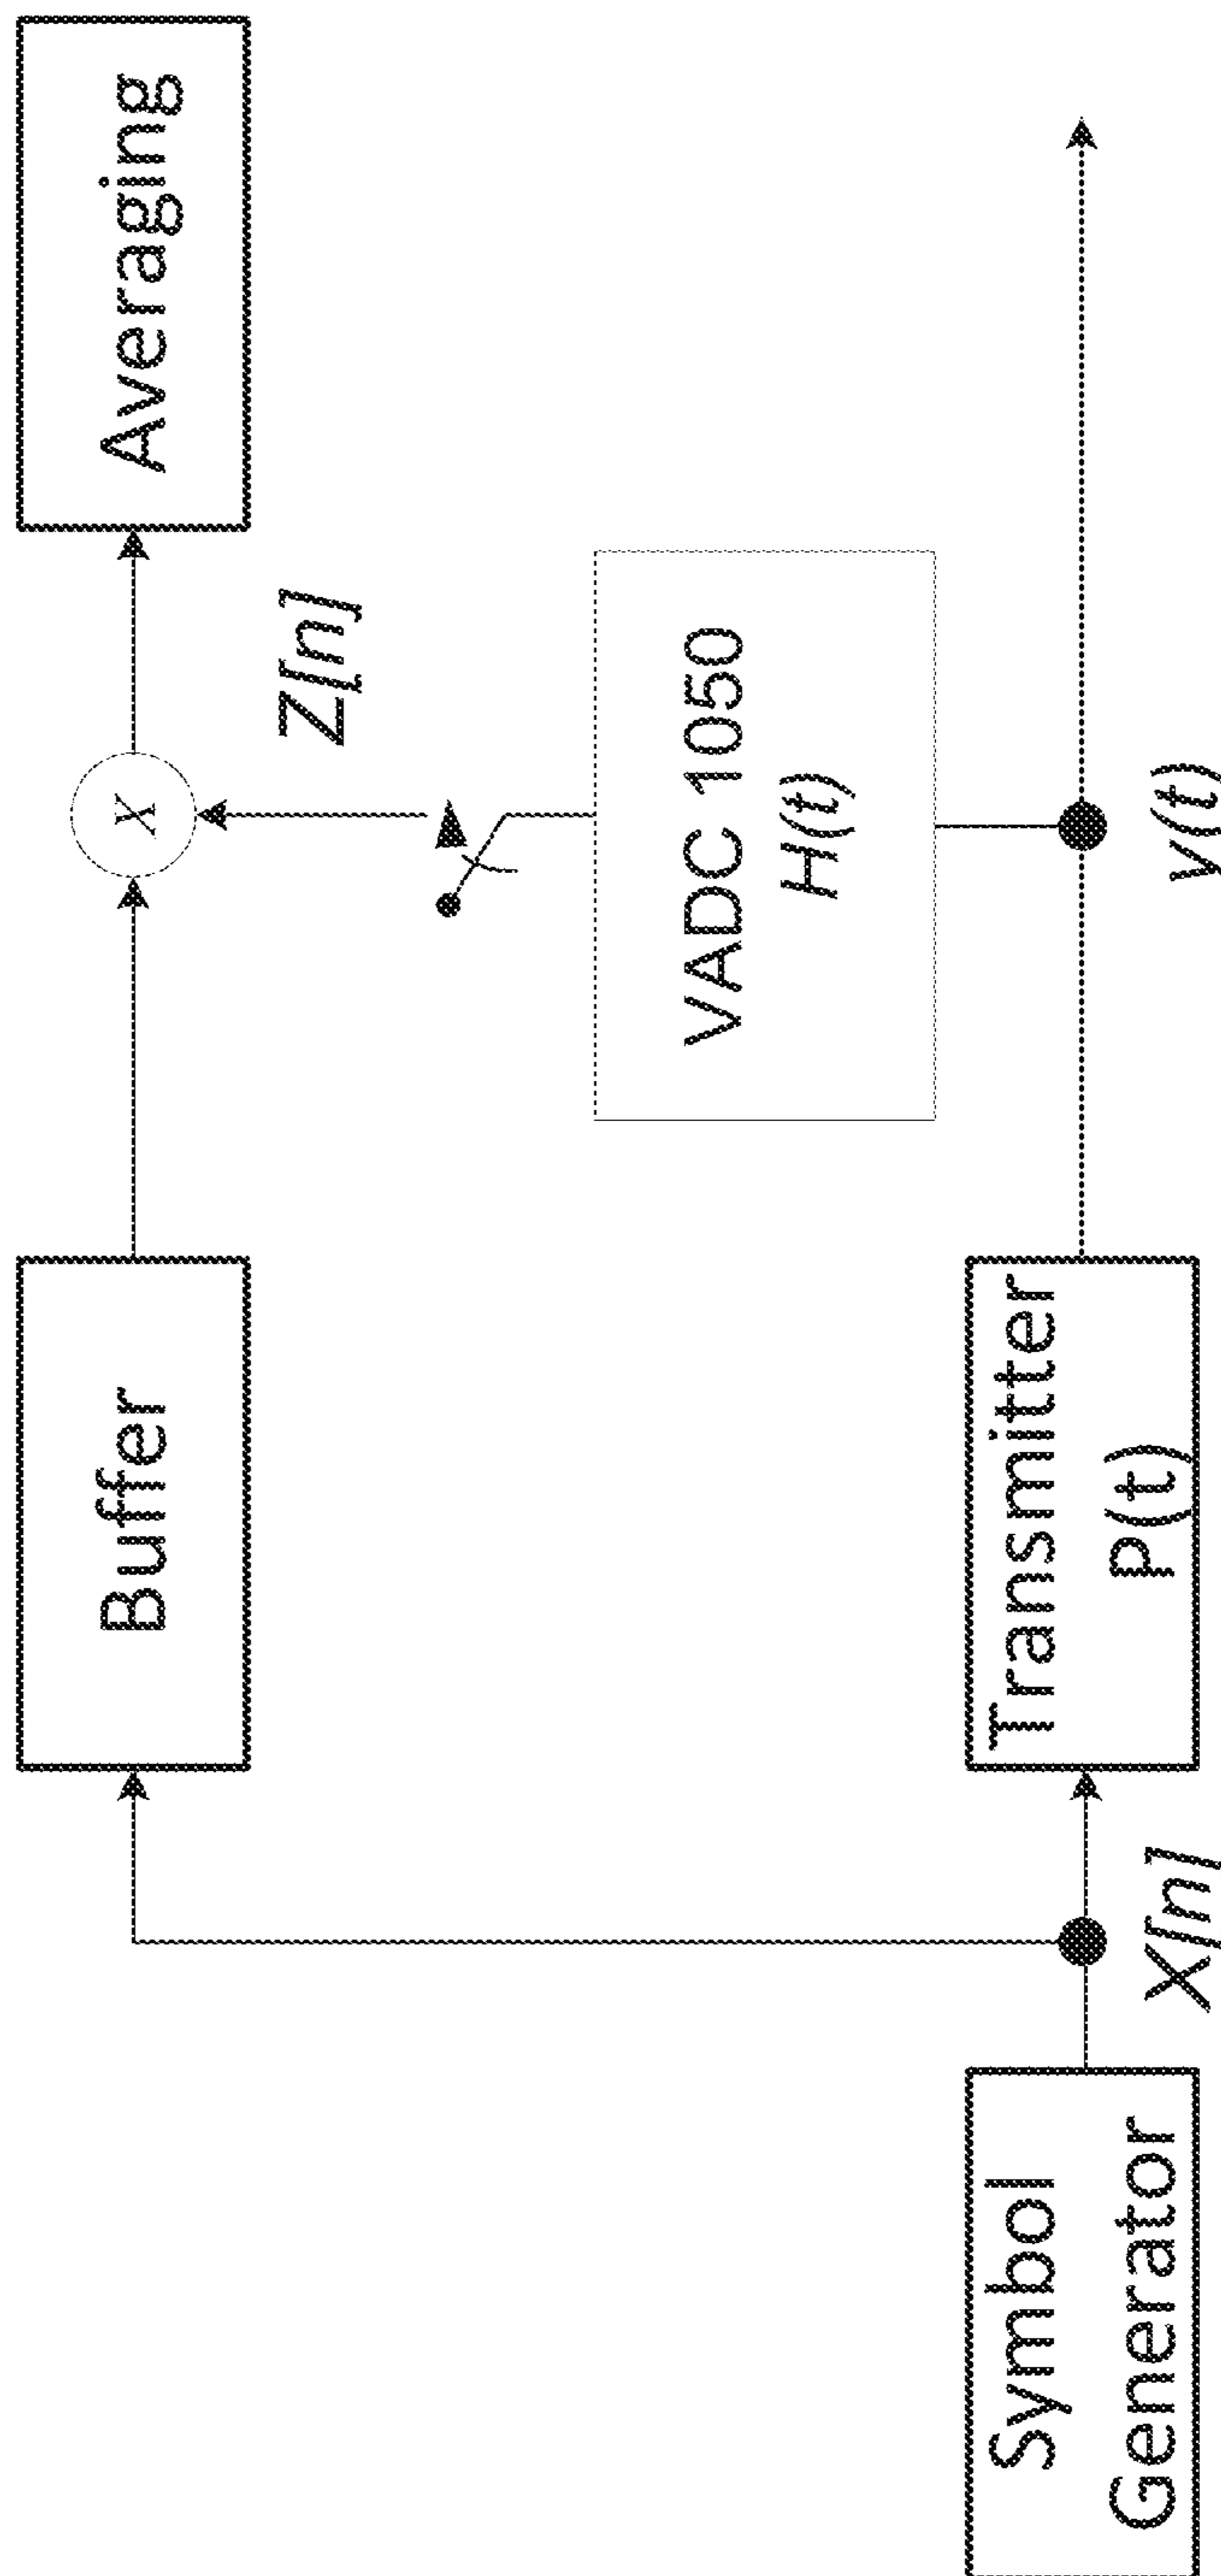 Buffer
X
Averaging
Z[n]
VADC 1050
H(t)
Symbol
Generator
X[n]
Transmitter
P(t)
y(t)